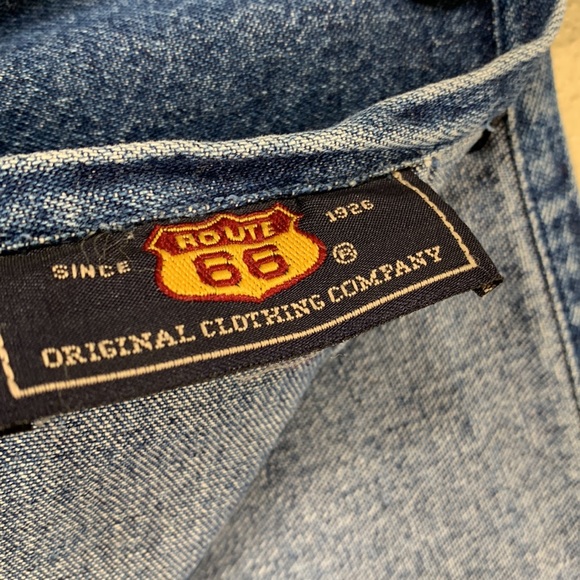 ROUTE
SINCE 66 ® 1926
ORIGINAL CLOTHING COMPANY